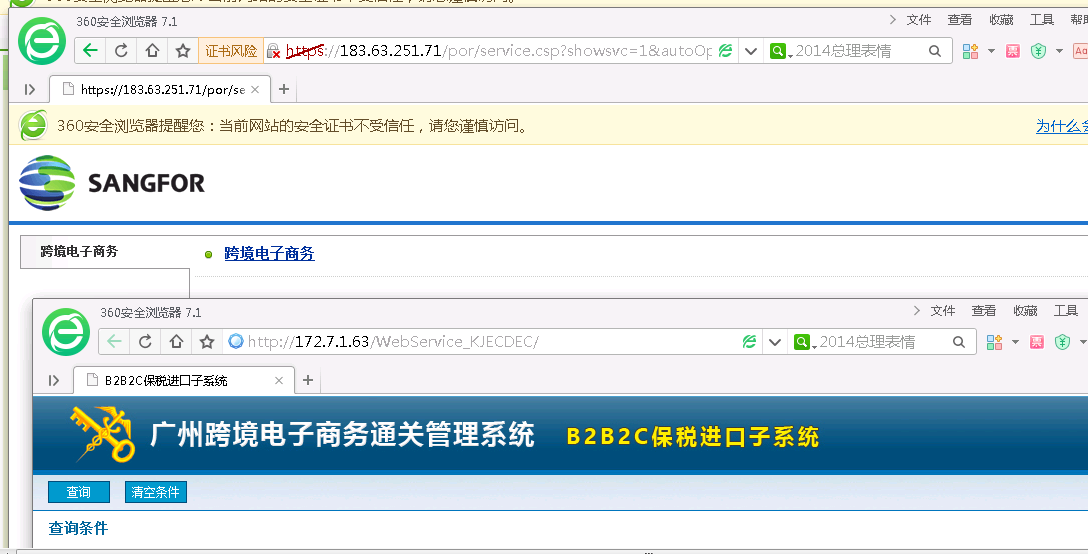 360安全浏览器 7.1
文件 查看 收藏 工具
证书风险 https://183.63.251.71/por/service.csp?showsvc=1&autoOp 2014总理表情
https://183.63.251.71/por/se
360安全浏览器提醒您：当前网站的安全证书不受信任，请您谨慎访问。
为什么会
SANGFOR
跨境电子商务
跨境电子商务
360安全浏览器 7.1
文件 查看 收藏 工具
http://172.7.1.63/WebService_KJECDEC/ 2014总理表情
B2B2C保税进口子系统
广州跨境电子商务通关管理系统 B2B2C保税进口子系统
查询 清空条件
查询条件